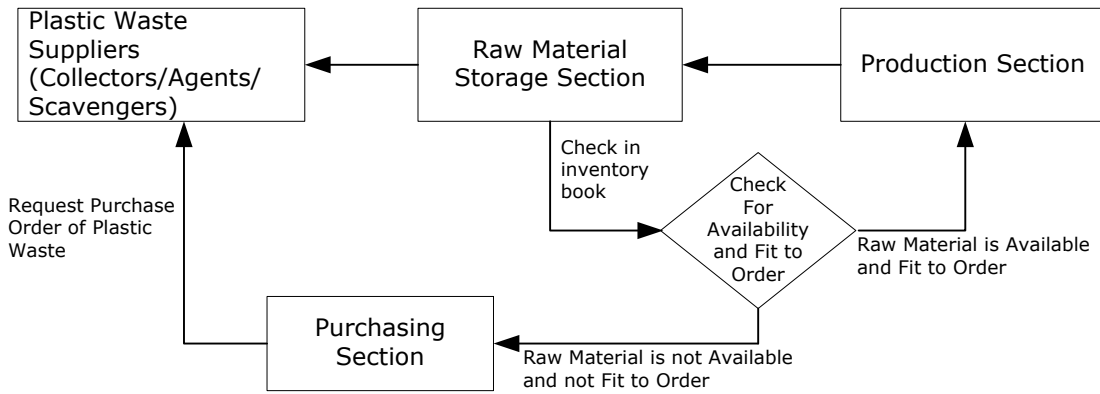 Plastic Waste
Suppliers
(Collectors/Agents/
Scavengers)
Raw Material
Storage Section
Production Section
Check in
inventory
book
Check
For
Availability
and Fit to
Order
Request Purchase
Order of Plastic
Waste
Raw Material is Available
and Fit to Order
Purchasing
Section
Raw Material is not Available
and not Fit to Order